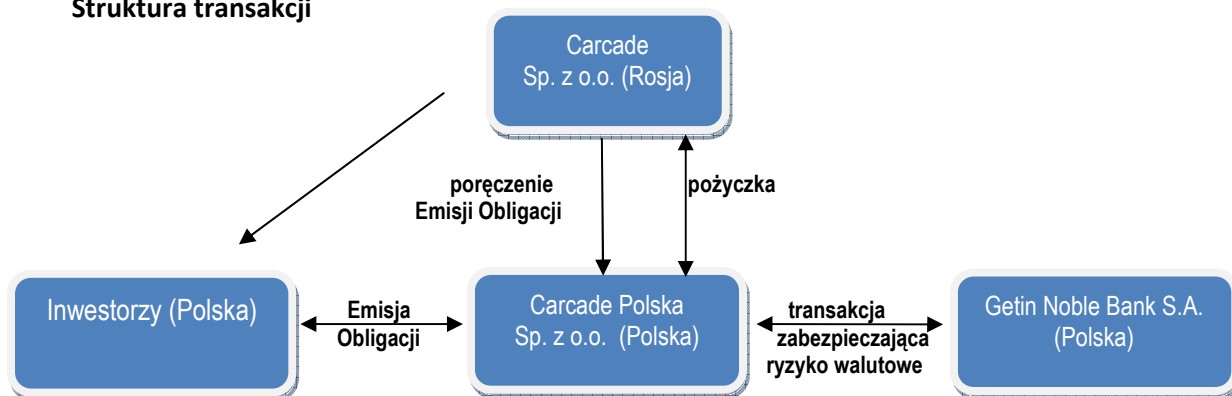 Struktura transakcji
Carcade
Sp. z o.o. (Rosja)
poręczenie
Emisji Obligacji
pożyczka
Inwestorzy (Polska)
Emisja
Obligacji
Carcade Polska
Sp. z o.o. (Polska)
transakcja
zabezpieczająca
ryzyko walutowe
Getin Noble Bank S.A.
(Polska)